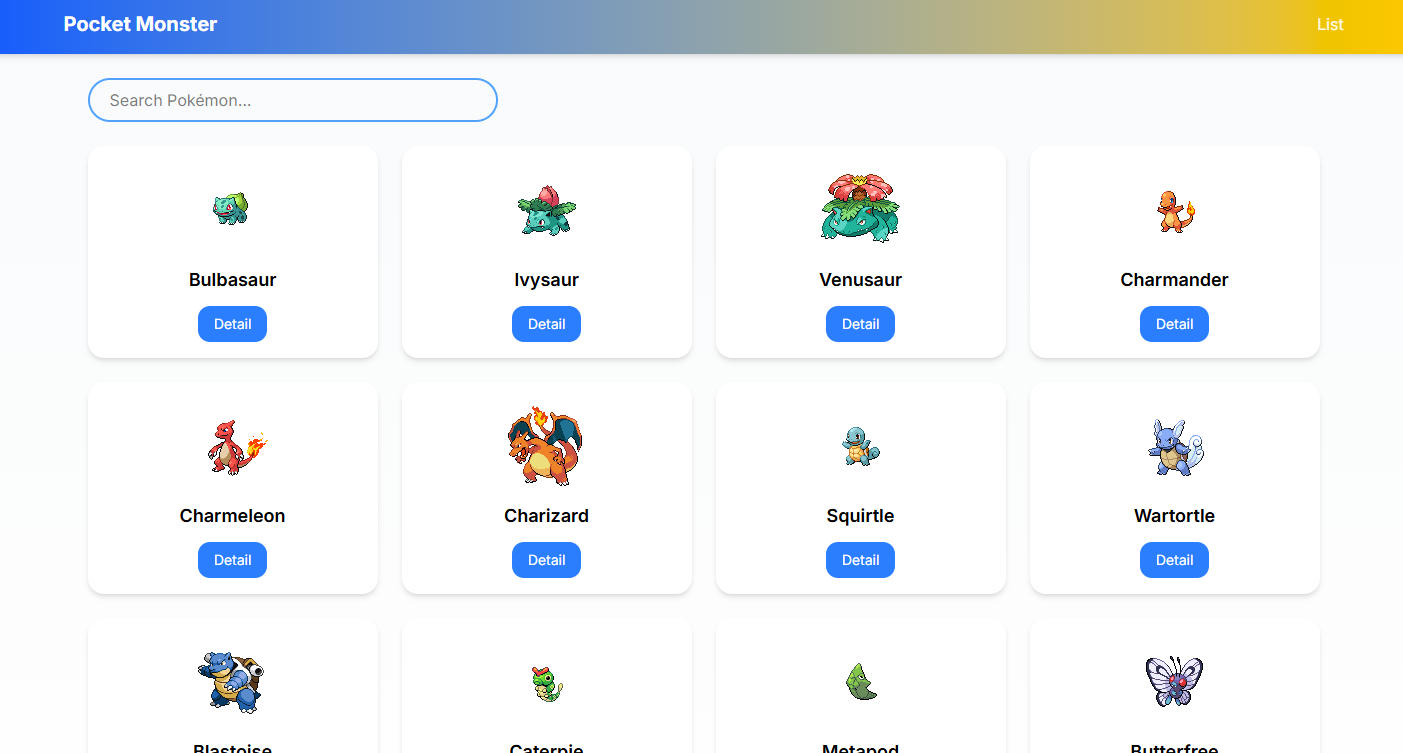 Pocket Monster List
Search Pokémon...
Bulbasaur Ivysaur Venusaur Charmander
Detail Detail Detail Detail
Charmeleon Charizard Squirtle Wartortle
Detail Detail Detail Detail
Blastoise Caterpie Metapod Butterfree